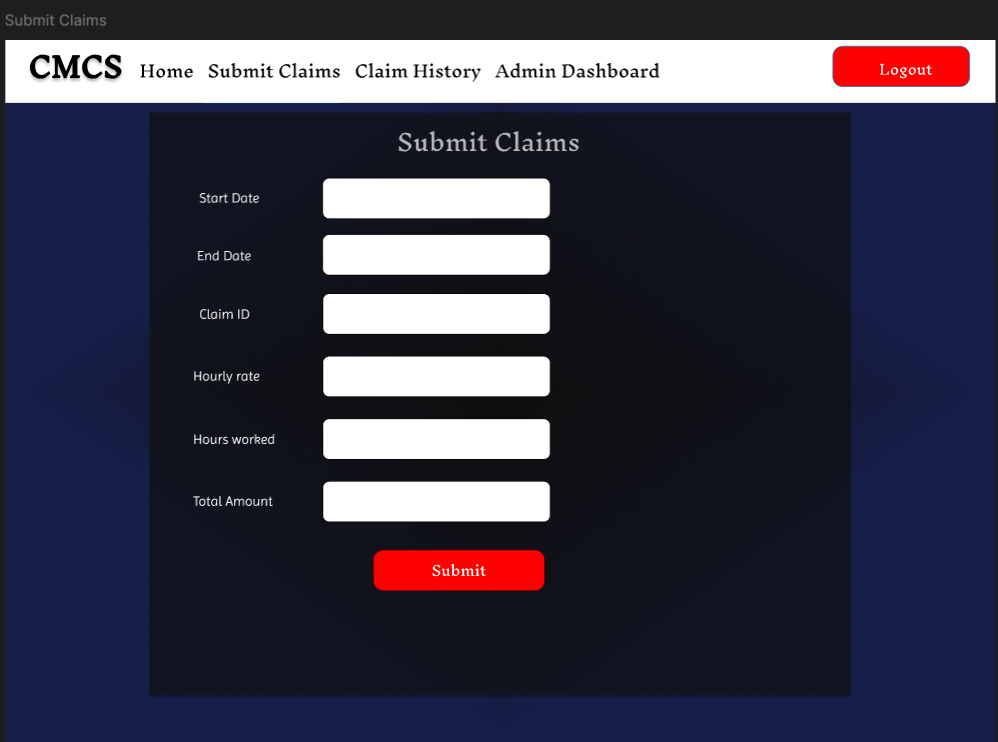 Submit Claims
CMCS Home Submit Claims Claim History Admin Dashboard Logout
Submit Claims
Start Date
End Date
Claim ID
Hourly rate
Hours worked
Total Amount
Submit